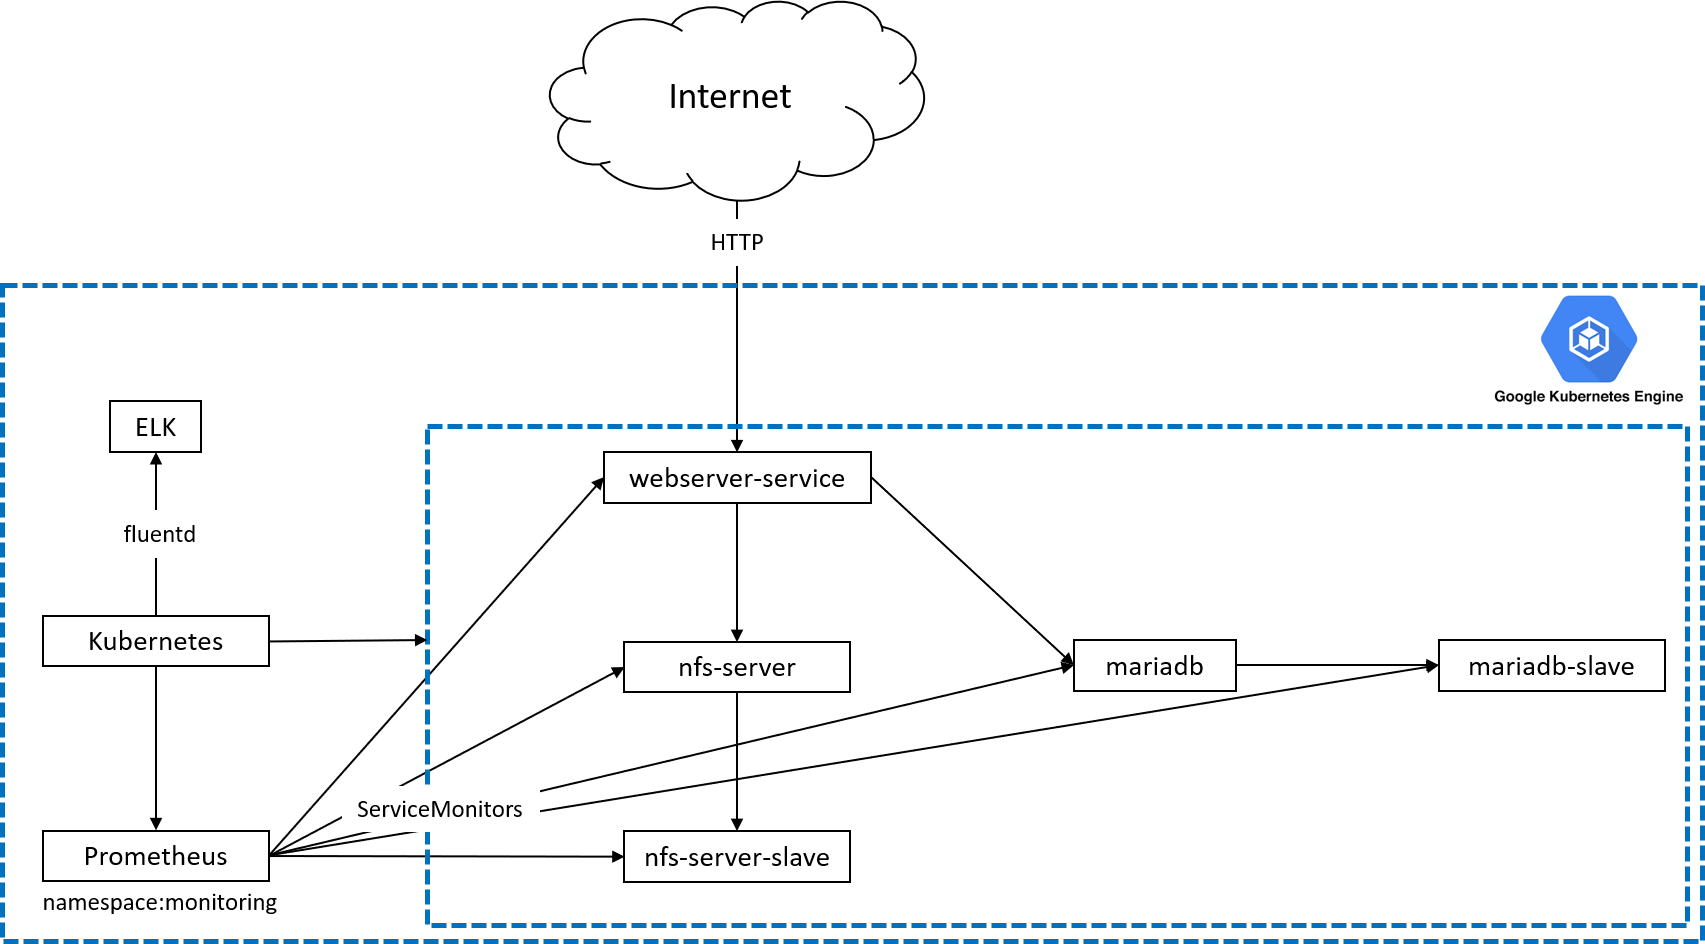 Internet
HTTP
Google Kubernetes Engine
ELK
webserver-service
fluentd
Kubernetes
nfs-server
mariadb
mariadb-slave
ServiceMonitors
Prometheus
nfs-server-slave
namespace:monitoring